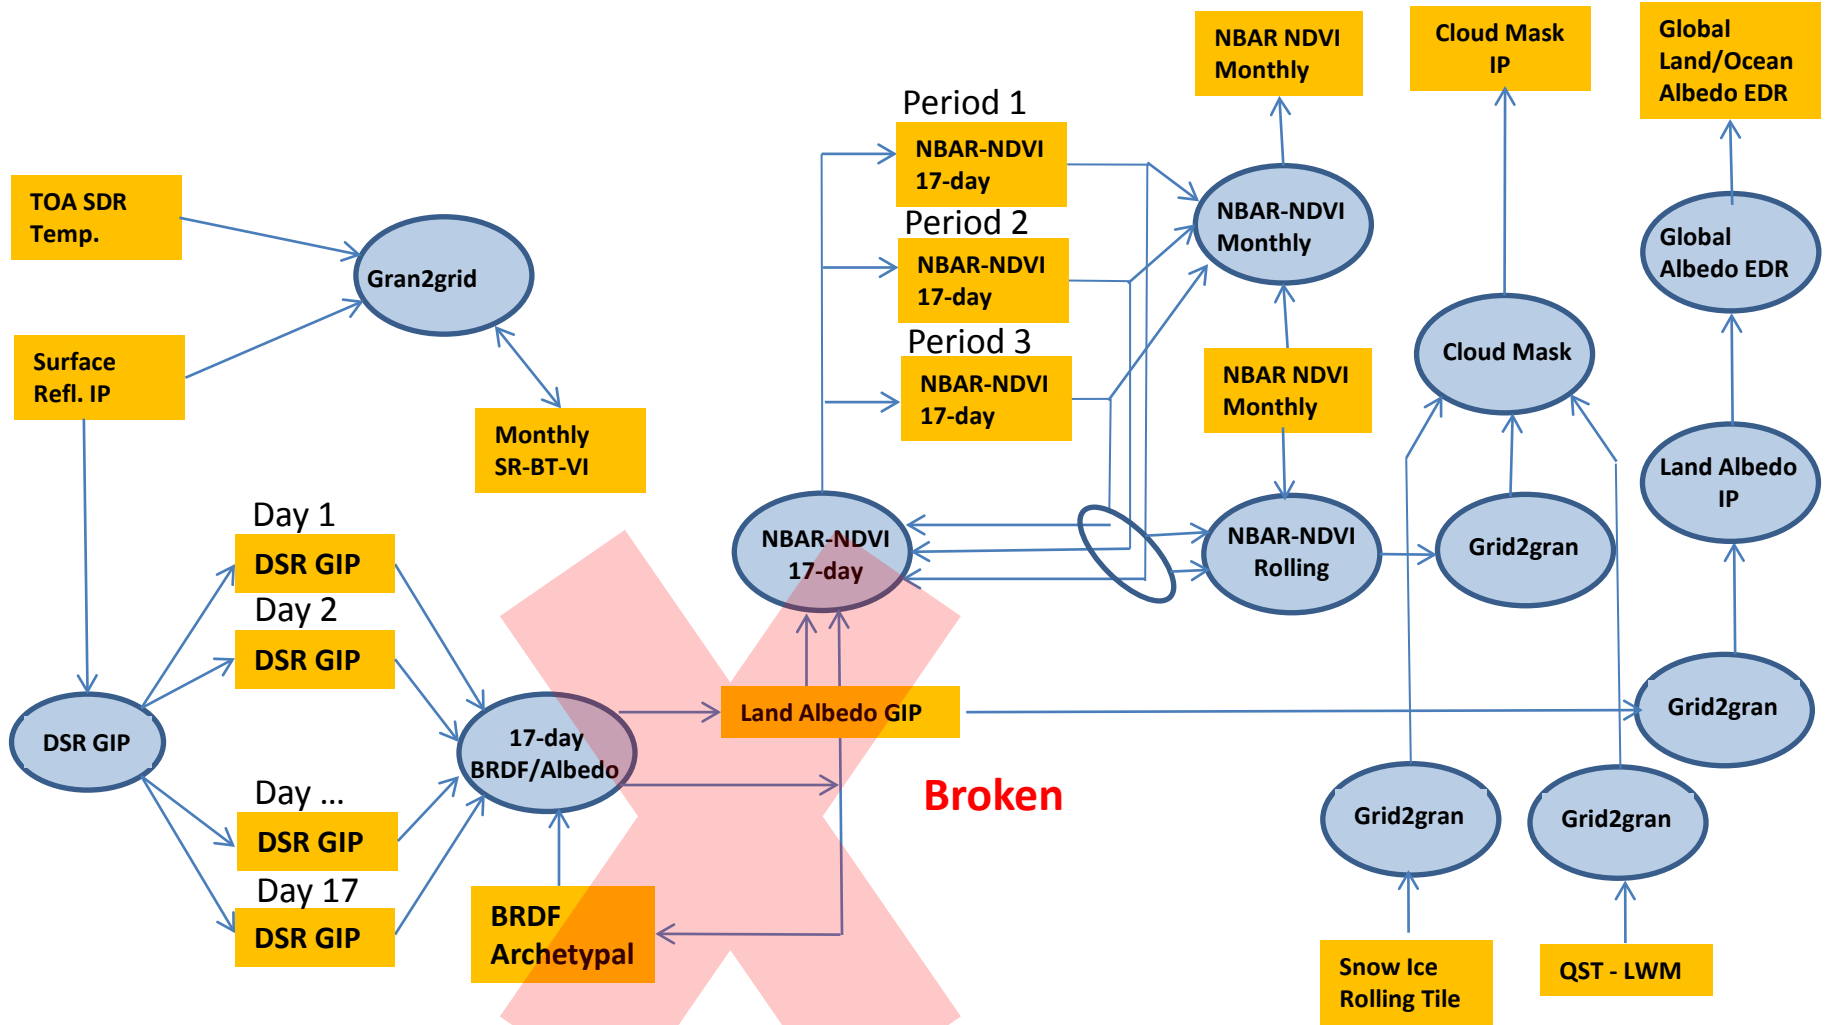 NBAR NDVI
Monthly
Cloud Mask
IP
Global
Land/Ocean
Albedo EDR
Period 1
NBAR-NDVI
17-day
TOA SDR
Temp.
Period 2
NBAR-NDVI
17-day
NBAR-NDVI
Monthly
Global
Albedo EDR
Gran2grid
Period 3
NBAR-NDVI
17-day
Surface
Refl. IP
NBAR NDVI
Monthly
Cloud Mask
Monthly
SR-BT-VI
Land Albedo
IP
Day 1
DSR GIP
NBAR-NDVI
17-day
NBAR-NDVI
Rolling
Grid2gran
Day 2
DSR GIP
DSR GIP
17-day
BRDF/Albedo
Land Albedo GIP
Grid2gran
Day ...
DSR GIP
Broken
Grid2gran
Grid2gran
Day 17
DSR GIP
BRDF
Archetypal
Snow Ice
Rolling Tile
QST - LWM